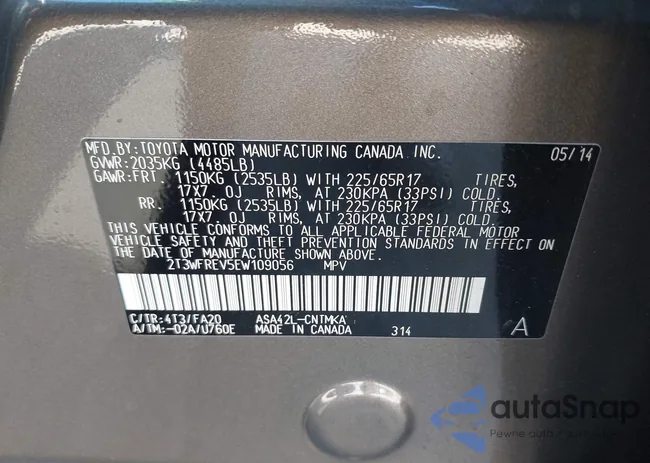 MFD.BY:TOYOTA MOTOR MANUFACTURING CANADA INC. 05/14
GVWR:2035KG (4485LB)
GAWR:FRT 1150KG (2535LB) WITH 225/65R17 TIRES,
17X7 0J RIMS, AT 230KPA (33PSI) COLD
RR. 1150KG (2535LB) WITH 225/65R17 TIRES,
17X7 0J RIMS, AT 230KPA (33PSI) COLD.
THIS VEHICLE CONFORMS TO ALL APPLICABLE FEDERAL MOTOR
VEHICLE SAFETY AND THEFT PREVENTION STANDARDS IN EFFECT ON
THE DATE OF MANUFACTURE SHOWN ABOVE.
2T3WFREV5EW109056 MPV
C/TR:4T3/FA20 ASA42L-CNTMKA
A/TM:-02A/U760E MADE IN CANADA 314 A
autoSnap
Pewne auto z USA